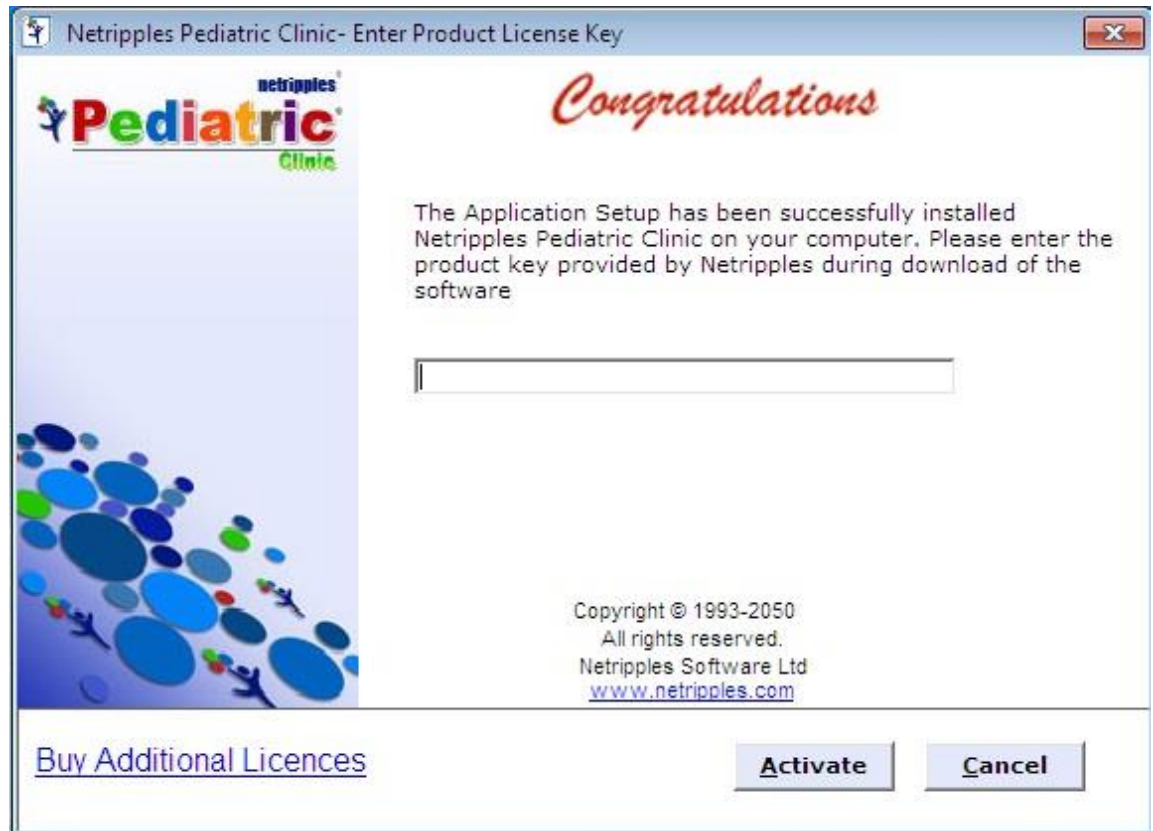 Netripples Pediatric Clinic- Enter Product License Key
netripples
Pediatric
Clinic
Congratulations
The Application Setup has been successfully installed
Netripples Pediatric Clinic on your computer. Please enter the
product key provided by Netripples during download of the
software
Copyright © 1993-2050
All rights reserved.
Netripples Software Ltd
www.netripples.com
Buy Additional Licences
Activate
Cancel